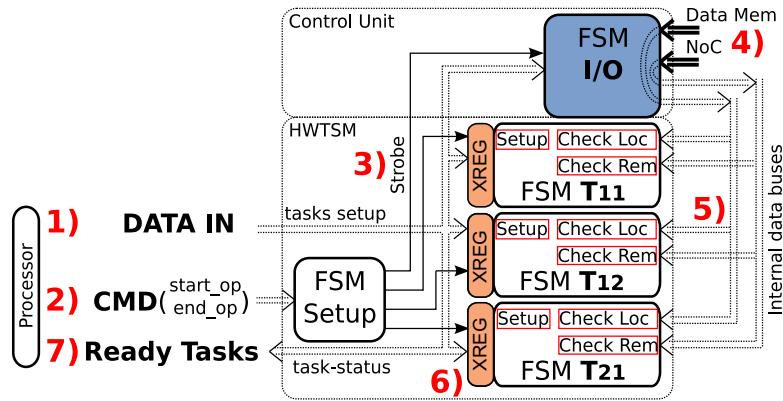 Control Unit
FSM
I/O
Data Mem
NoC
4)
HWTSM
3)
Strobe
XREG
Setup
Check Loc
Check Rem
FSM T11
Processor
1)
DATA IN
tasks setup
XREG
Setup
Check Loc
Check Rem
FSM T12
5)
Internal data buses
2)
CMD(start_op
end_op)
FSM
Setup
7)
Ready Tasks
task-status
6)
XREG
Setup
Check Loc
Check Rem
FSM T21